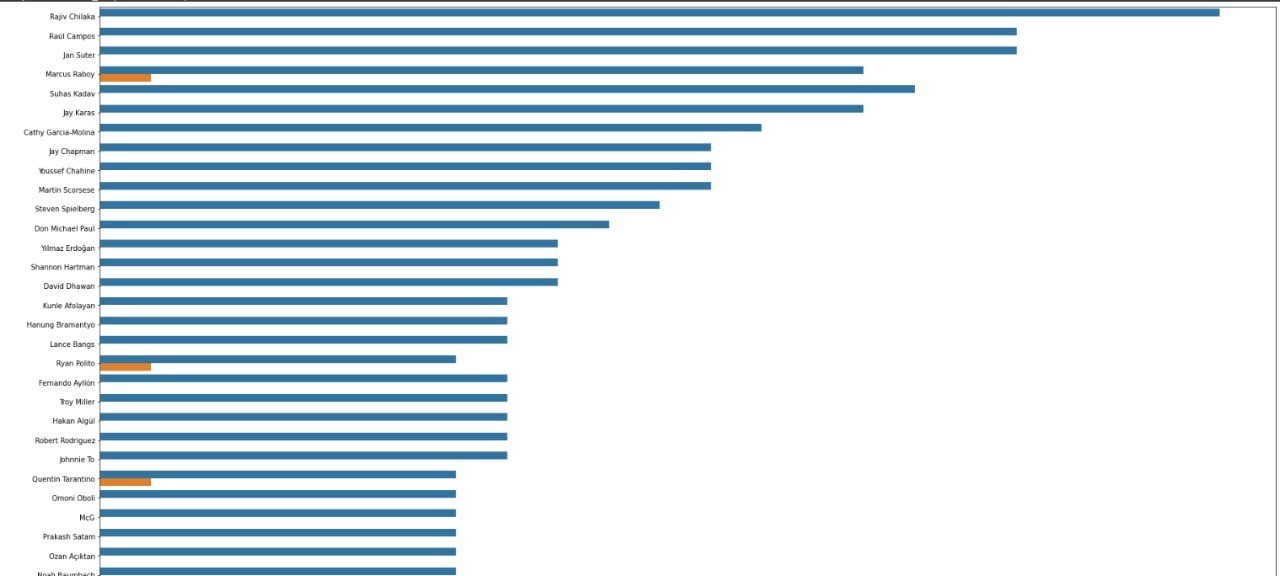 Rajiv Chilaka
Raúl Campos
Jan Suter
Marcus Raboy
Suhas Kadav
Jay Karas
Cathy Garcia-Molina
Jay Chapman
Youssef Chahine
Martin Scorsese
Steven Spielberg
Don Michael Paul
Yılmaz Erdoğan
Shannon Hartman
David Dhawan
Kunle Afolayan
Hanung Bramantyo
Lance Bangs
Ryan Polito
Fernando Ayllón
Troy Miller
Hakan Algül
Robert Rodriguez
Johnnie To
Quentin Tarantino
Omoni Oboli
McG
Prakash Satam
Ozan Açıktan
Noah Baumbach